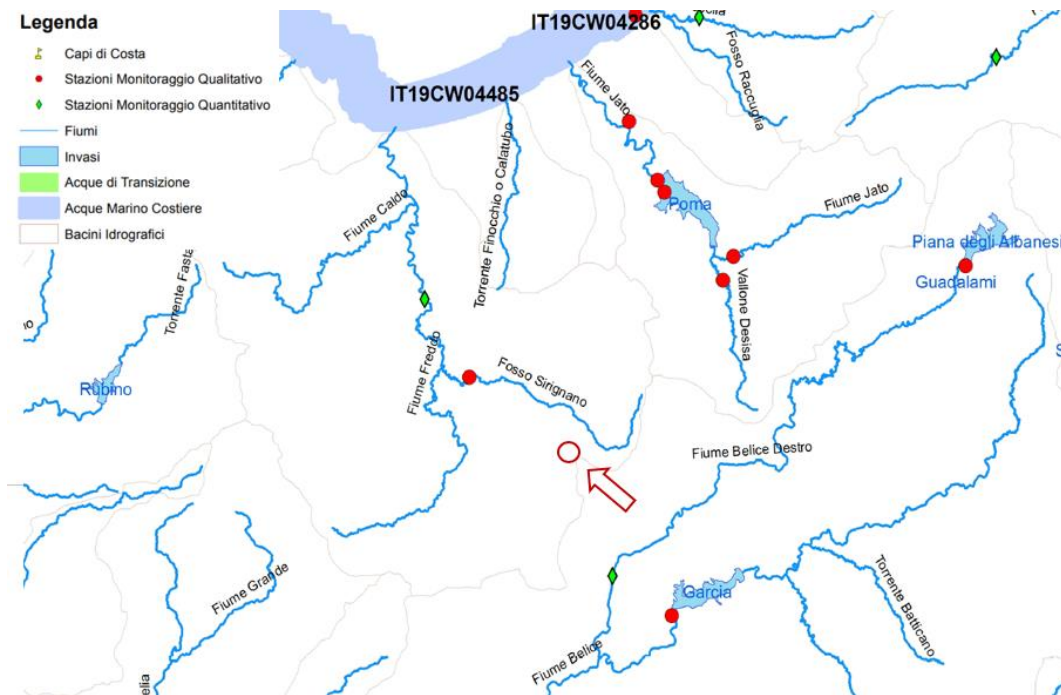 Legenda
Capi di Costa
Stazioni Monitoraggio Qualitativo
Stazioni Monitoraggio Quantitativo
Fiumi
Invasi
Acque di Transizione
Acque Marino Costiere
Bacini Idrografici
IT19CW04286
IT19CW04485
Fosso Raccuglia
Fiume Jato
Torrente Finocchio o Calatubo
Fiume Caldo
Poma
Fiume Jato
Piana degli Albanesi
Guadalami
Vallone Desisa
Torrente Fasta
Rubino
Fiume Freddo
Fosso Sirignano
Fiume Belice Destro
Fiume Grande
Garcia
Torrente Batticano
Fiume Belice
elia